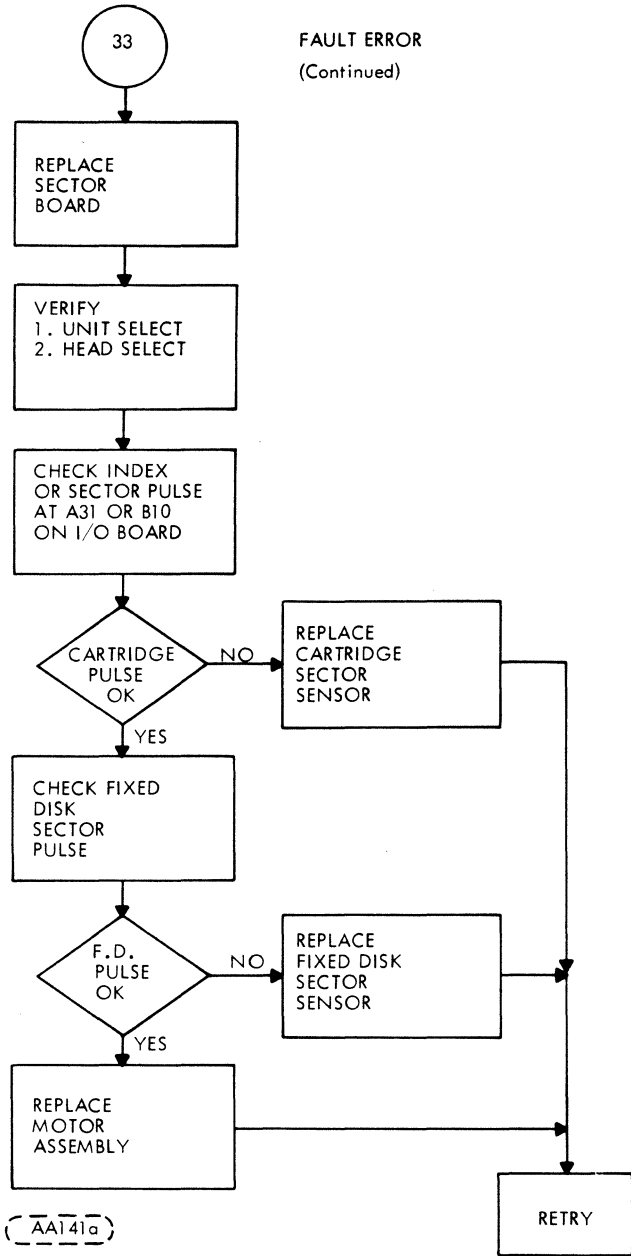 33
FAULT ERROR
(Continued)
REPLACE
SECTOR
BOARD
VERIFY
1. UNIT SELECT
2. HEAD SELECT
CHECK INDEX
OR SECTOR PULSE
AT A31 OR B10
ON I/O BOARD
CARTRIDGE
PULSE
OK
NO
REPLACE
CARTRIDGE
SECTOR
SENSOR
YES
CHECK FIXED
DISK
SECTOR
PULSE
F.D.
PULSE
OK
NO
REPLACE
FIXED DISK
SECTOR
SENSOR
YES
REPLACE
MOTOR
ASSEMBLY
RETRY
AA141a